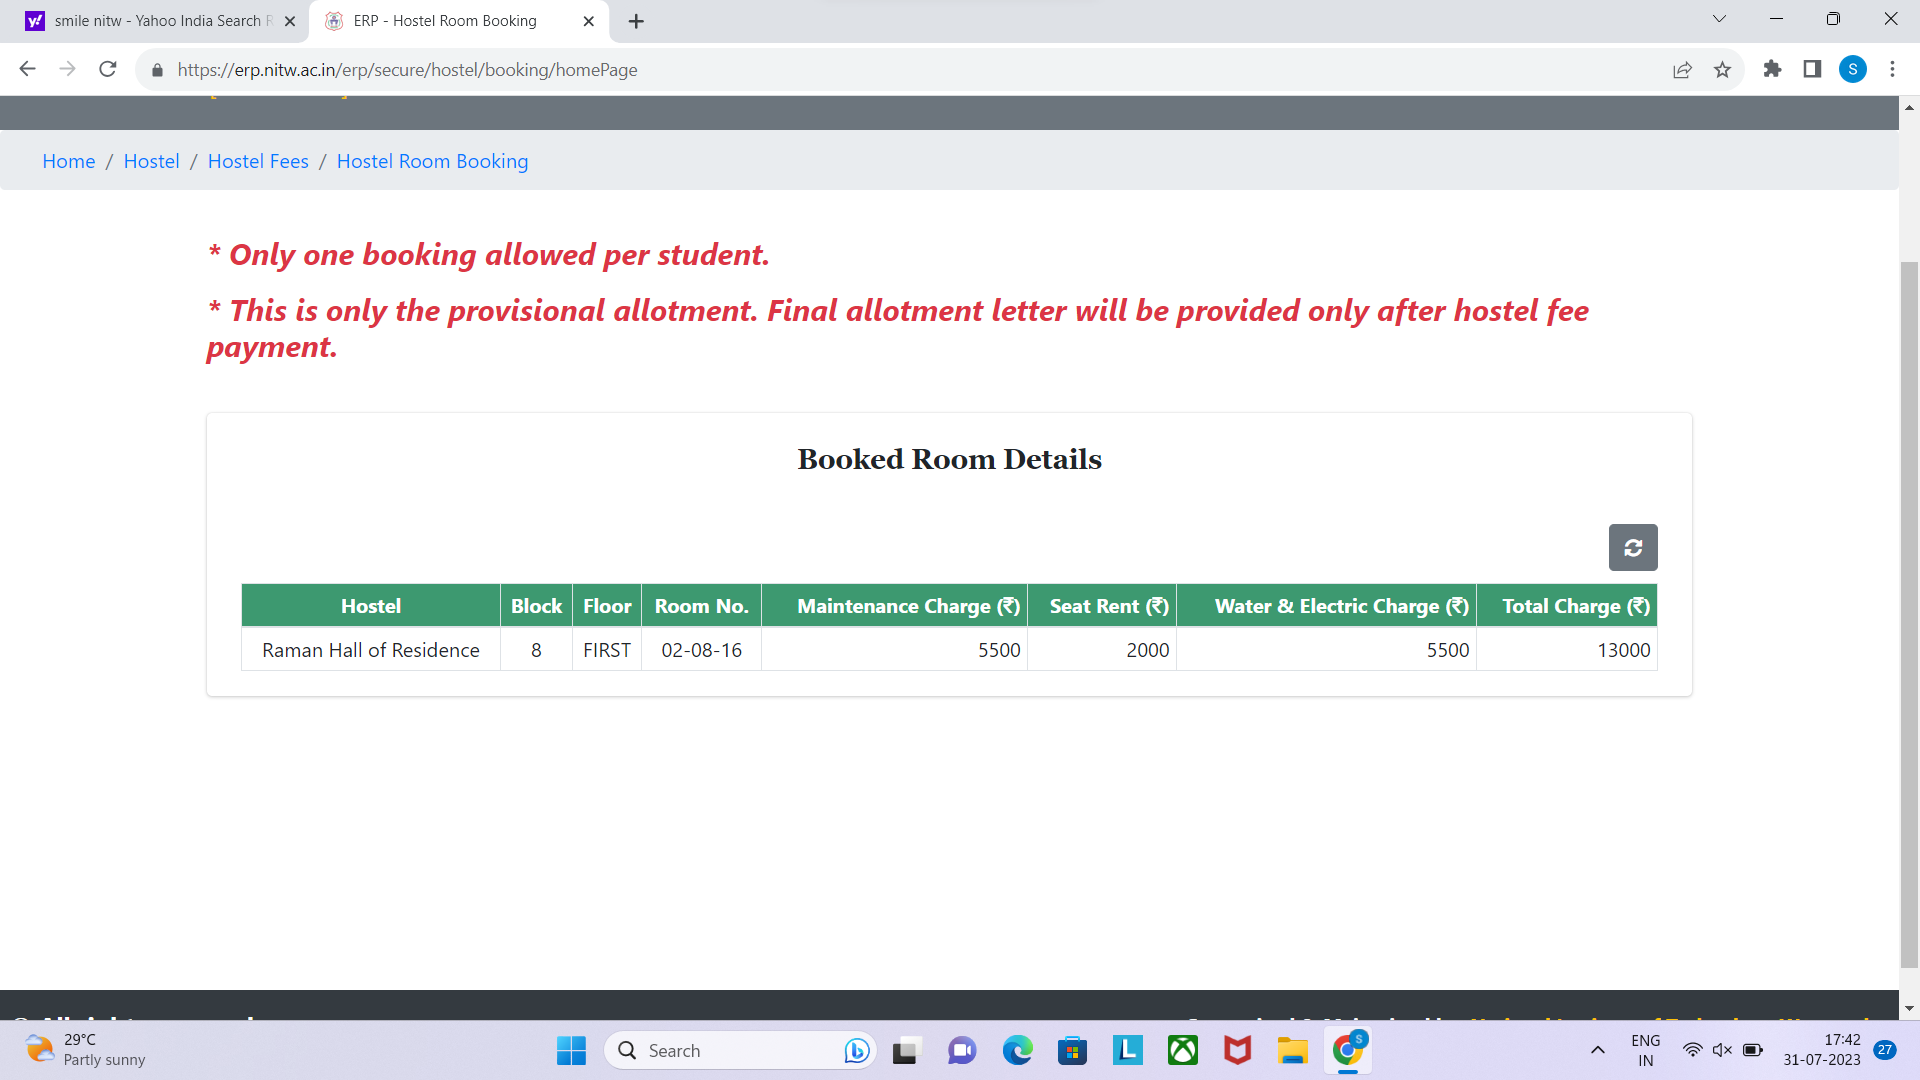 smile nitw - Yahoo India Search R
ERP - Hostel Room Booking
https://erp.nitw.ac.in/erp/secure/hostel/booking/homePage
S
Home / Hostel / Hostel Fees / Hostel Room Booking
* Only one booking allowed per student.
* This is only the provisional allotment. Final allotment letter will be provided only after hostel fee
payment.
Booked Room Details
Hostel Block Floor Room No. Maintenance Charge (₹) Seat Rent (₹) Water & Electric Charge (₹) Total Charge (₹)
Raman Hall of Residence 8 FIRST 02-08-16 5500 2000 5500 13000
29°C
Partly sunny
Search
ENG
IN
17:42
31-07-2023
27